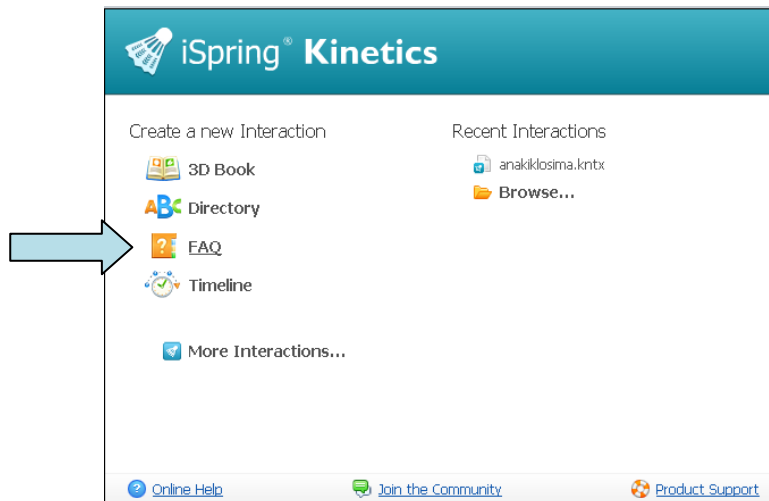 iSpring® Kinetics
Create a new Interaction
3D Book
ABC Directory
? FAQ
Timeline
More Interactions...
Recent Interactions
anakiklosima.kntx
Browse...
? Online Help
Join the Community
Product Support